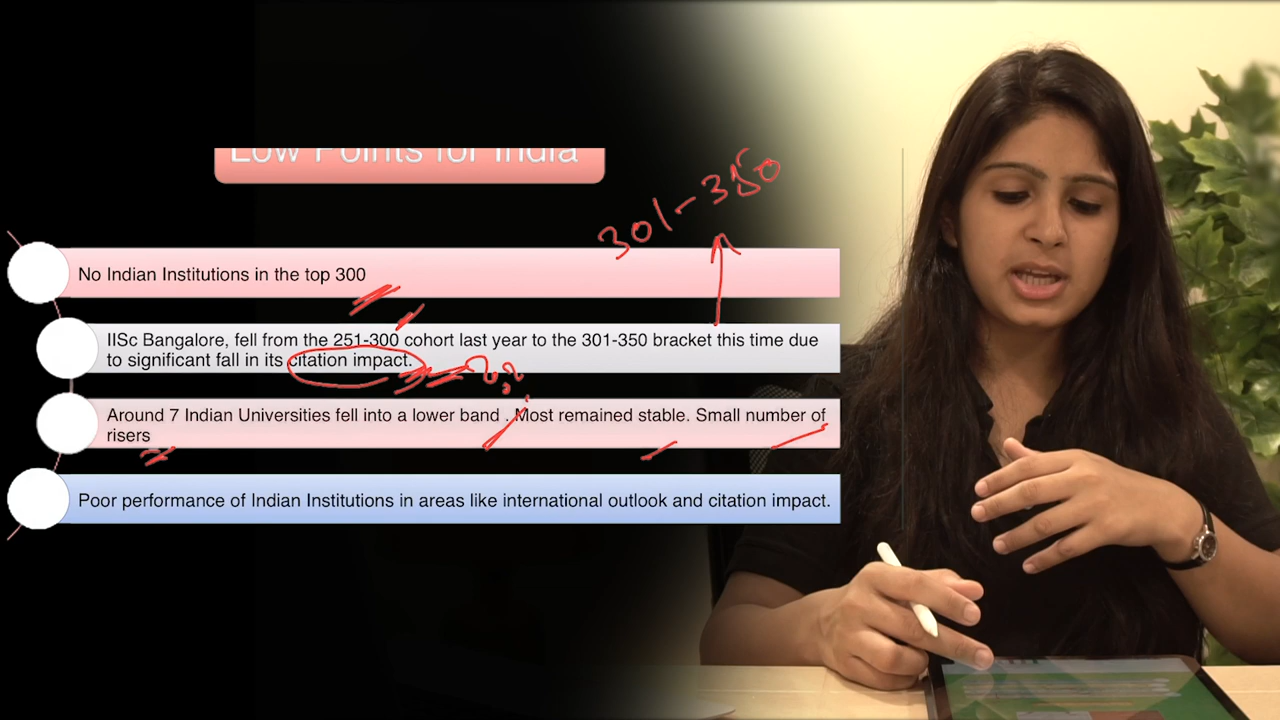 Low Points for India
301-350
No Indian Institutions in the top 300
IISc Bangalore, fell from the 251-300 cohort last year to the 301-350 bracket this time due
to significant fall in its citation impact.
Around 7 Indian Universities fell into a lower band . Most remained stable. Small number of
risers
Poor performance of Indian Institutions in areas like international outlook and citation impact.